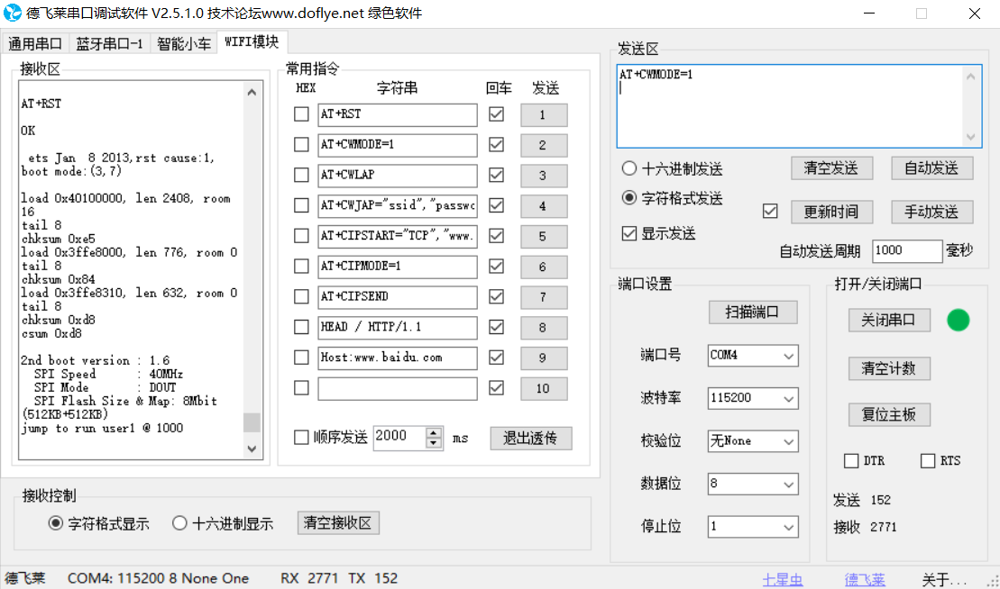 德飞莱串口调试软件 V2.5.1.0 技术论坛www.doflye.net 绿色软件
通用串口 蓝牙串口-1 智能小车 WIFI模块
接收区
AT+RST
OK
ets Jan  8 2013,rst cause:1,
boot mode:(3,7)
load 0x40100000, len 2408, room
16
tail 8
chksum 0xe5
load 0x3ffe8000, len 776, room 0
tail 8
chksum 0x84
load 0x3ffe8310, len 632, room 0
tail 8
chksum 0xd8
csum 0xd8
2nd boot version : 1.6
SPI Speed      : 40MHz
SPI Mode       : DOUT
SPI Flash Size & Map: 8Mbit
(512KB+512KB)
jump to run user1 @ 1000
常用指令
HEX 字符串 回车 发送
AT+RST 1
AT+CWMODE=1 2
AT+CWLAP 3
AT+CWJAP="ssid","passwo 4
AT+CIPSTART="TCP","www. 5
AT+CIPMODE=1 6
AT+CIPSEND 7
HEAD / HTTP/1.1 8
Host:www.baidu.com 9
10
顺序发送 2000 ms 退出透传
接收控制
字符格式显示 十六进制显示 清空接收区
发送区
AT+CWMODE=1
十六进制发送 清空发送 自动发送
字符格式发送 更新时间 手动发送
显示发送
自动发送周期 1000 毫秒
端口设置
扫描端口
端口号 COM4
波特率 115200
校验位 无None
数据位 8
停止位 1
打开/关闭端口
关闭串口
清空计数
复位主板
DTR RTS
发送 152
接收 2771
德飞莱 COM4: 115200 8 None One RX 2771 TX 152 七星虫 德飞莱 关于...